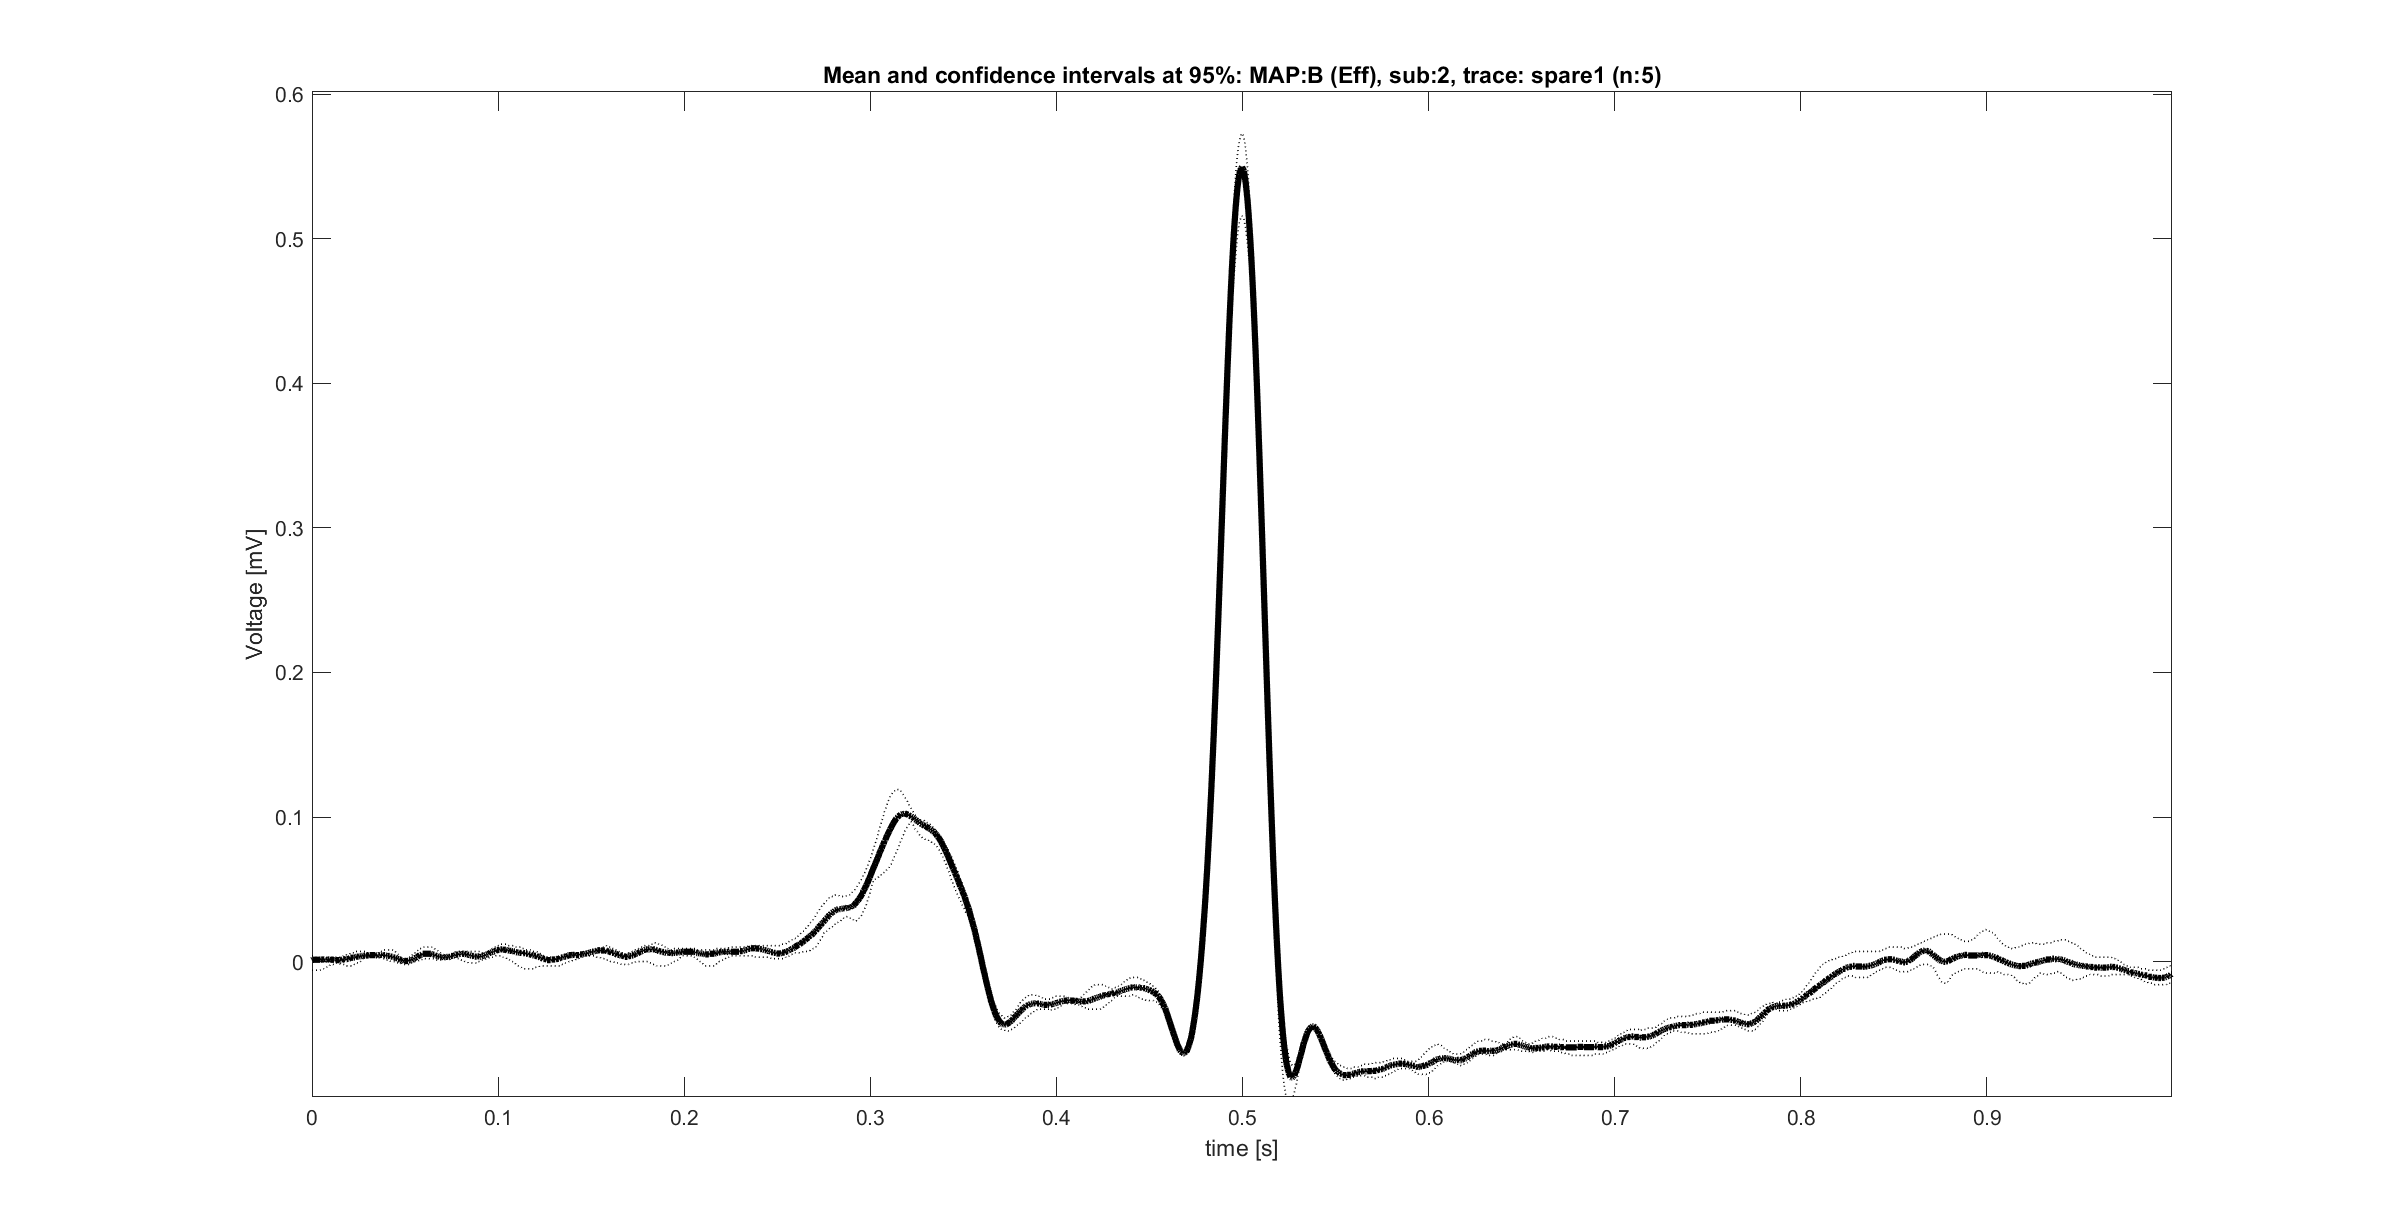 Mean and confidence intervals at 95%: MAP:B (Eff), sub:2, trace: spare1 (n:5)
0.6
0.5
0.4
0.3
0.2
0.1
0
Voltage [mV]
0 0.1 0.2 0.3 0.4 0.5 0.6 0.7 0.8 0.9
time [s]